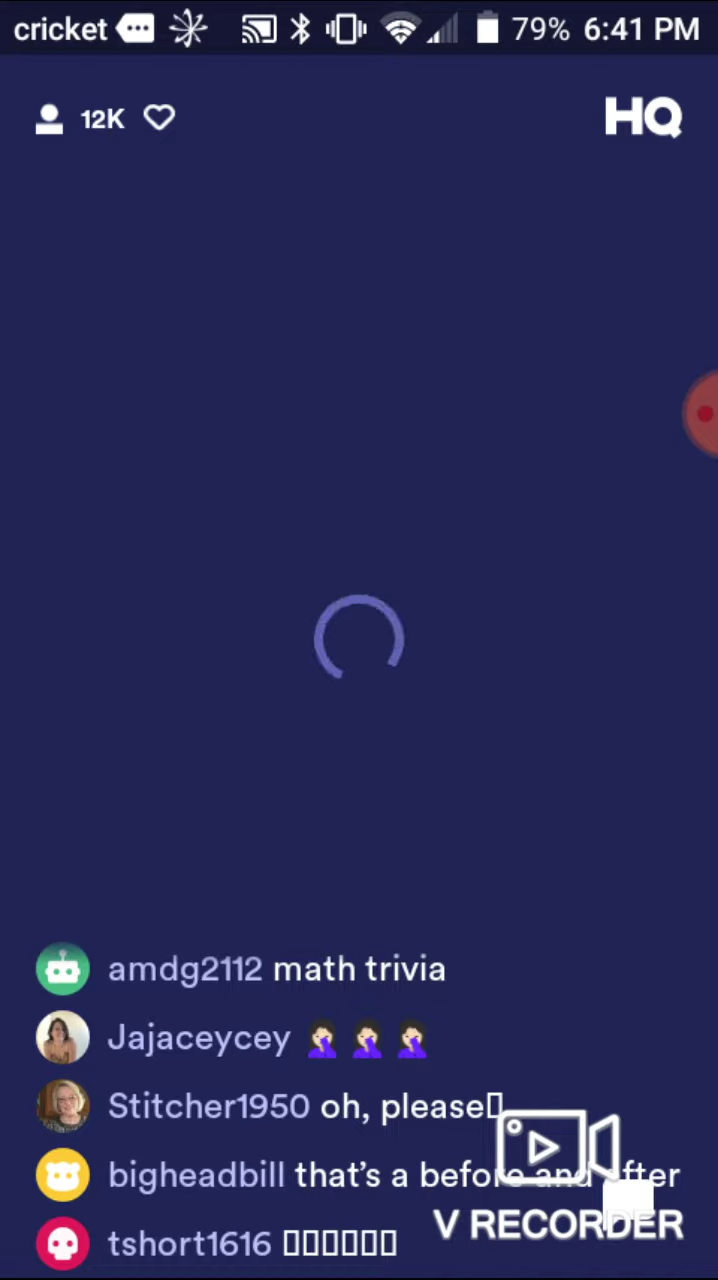 cricket 79% 6:41 PM
12K HQ
amdg2112 math trivia
Jajaceycey
Stitcher1950 oh, please
bigheadbill that's a before and after
V RECORDER
tshort1616